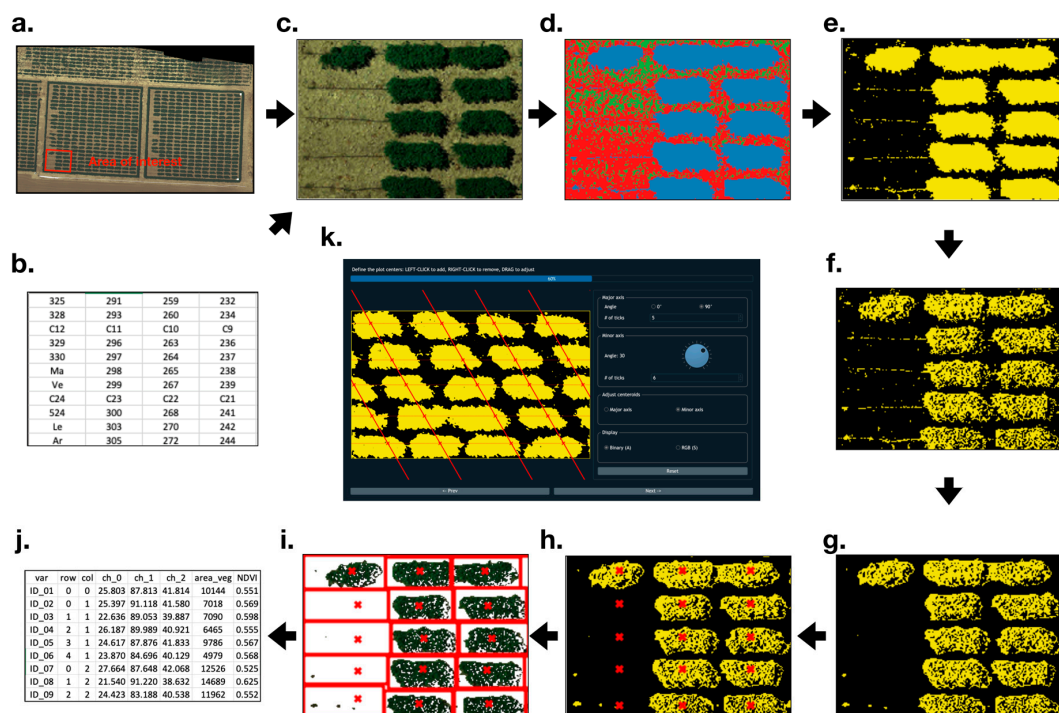 a.
c.
d.
e.
Area of Interest
b.
325 291 259 232
328 293 260 234
C12 C11 C10 C9
329 296 263 236
330 297 264 237
Ma 298 265 238
Ve 299 267 239
C24 C23 C22 C21
524 300 268 241
Le 303 270 242
Ar 305 272 244
k.
Define the plot centers: LEFT-CLICK to add, RIGHT-CLICK to remove, DRAG to adjust
60%
Major axis
Angle 0° 90°
# of ticks 5
Minor axis
Angle: 30
# of ticks 6
Adjust centeroids
Major axis Minor axis
Display
Binary (A) RGB (S)
Reset
← Prev Next →
f.
j.
var row col ch_0 ch_1 ch_2 area_veg NDVI
ID_01 0 0 25.803 87.813 41.814 10144 0.551
ID_02 0 1 25.397 91.118 41.580 7018 0.569
ID_03 1 1 22.636 89.053 39.887 7090 0.598
ID_04 2 1 26.187 89.989 40.921 6465 0.555
ID_05 3 1 24.617 87.876 41.833 9786 0.567
ID_06 4 1 23.870 84.696 40.129 4979 0.568
ID_07 0 2 27.664 87.648 42.068 12526 0.525
ID_08 1 2 21.540 91.220 38.632 14689 0.625
ID_09 2 2 24.423 83.188 40.538 11962 0.552
i.
h.
g.